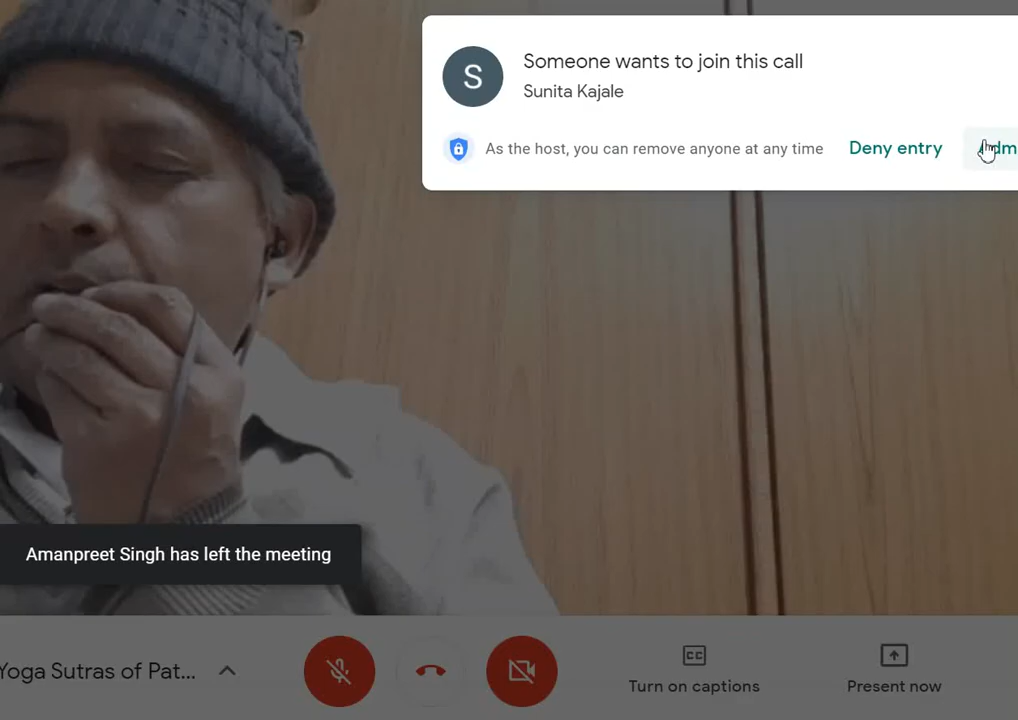 Someone wants to join this call
S
Sunita Kajale
As the host, you can remove anyone at any time
Deny entry
Amanpreet Singh has left the meeting
Yoga Sutras of Pat...
CC
Turn on captions
Present now